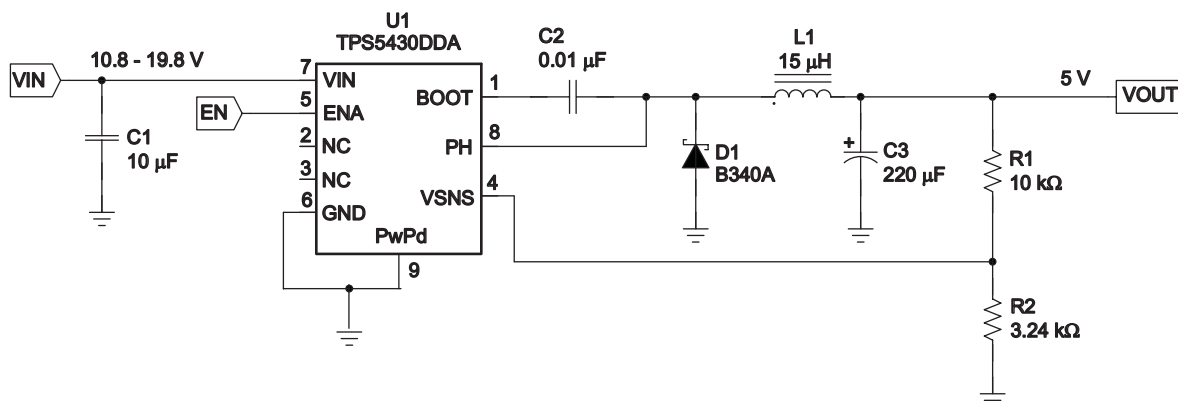 U1
TPS5430DDA
VIN
10.8 - 19.8 V
7
VIN
EN
5
ENA
2
NC
3
NC
6
GND
BOOT
1
PH
8
VSNS
4
PwPd
9
C1
10 μF
C2
0.01 μF
L1
15 μH
D1
B340A
+
C3
220 μF
5 V
VOUT
R1
10 kΩ
R2
3.24 kΩ